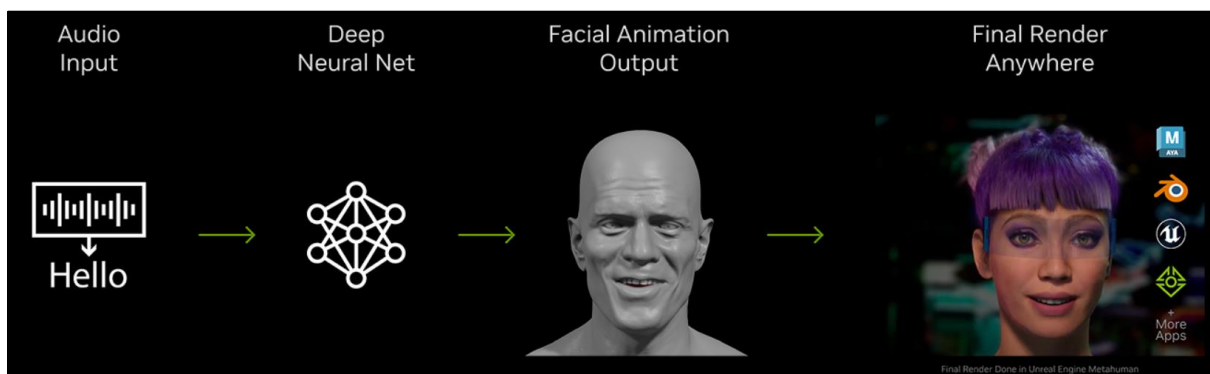 Audio
Input
Deep
Neural Net
Facial Animation
Output
Final Render
Anywhere
Hello
M
AYA
+
More
Apps
Final Render Done in Unreal Engine Metahuman